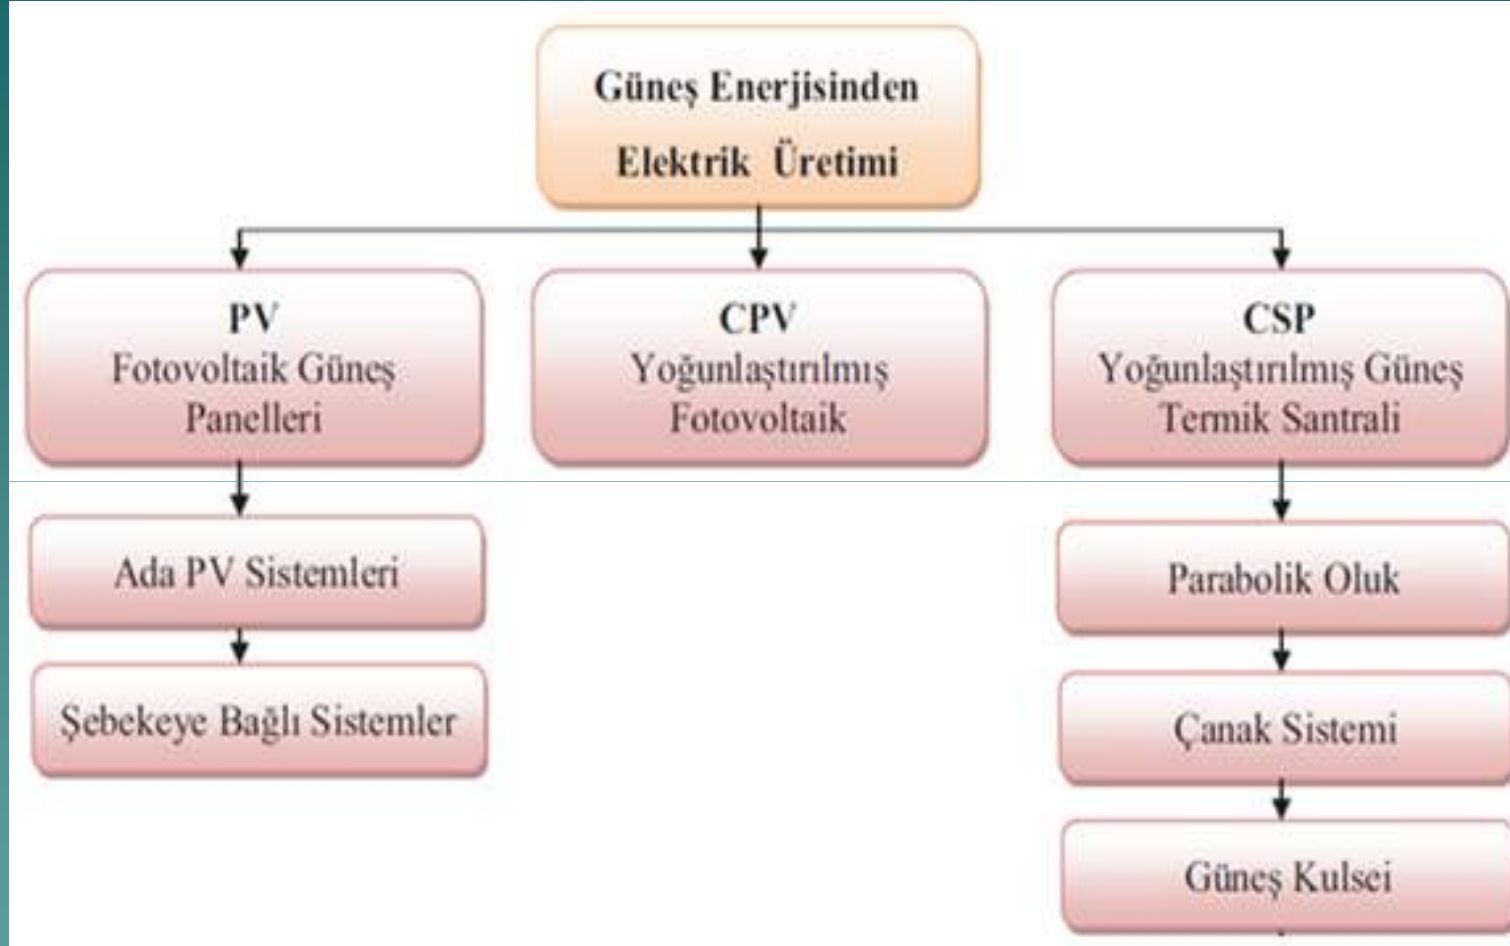 Güneş Enerjisinden
Elektrik Üretimi
PV
Fotovoltaik Güneş
Panelleri
CPV
Yoğunlaştırılmış
Fotovoltaik
CSP
Yoğunlaştırılmış Güneş
Termik Santrali
Ada PV Sistemleri
Şebekeye Bağlı Sistemler
Parabolik Oluk
Çanak Sistemi
Güneş Kulsei